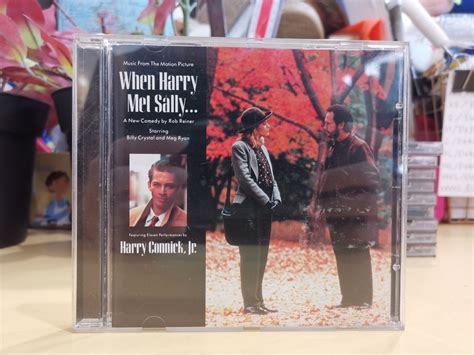 Music From The Motion Picture
When Harry
Met Sally...
A New Comedy by Rob Reiner
Starring
Billy Crystal and Meg Ryan
Featuring Eleven Performances by
Harry Connick, Jr.